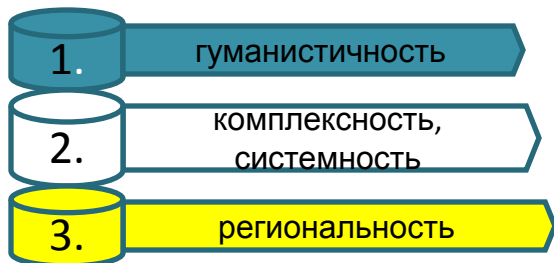 1. гуманистичность
2. комплексность,
системность
3. региональность